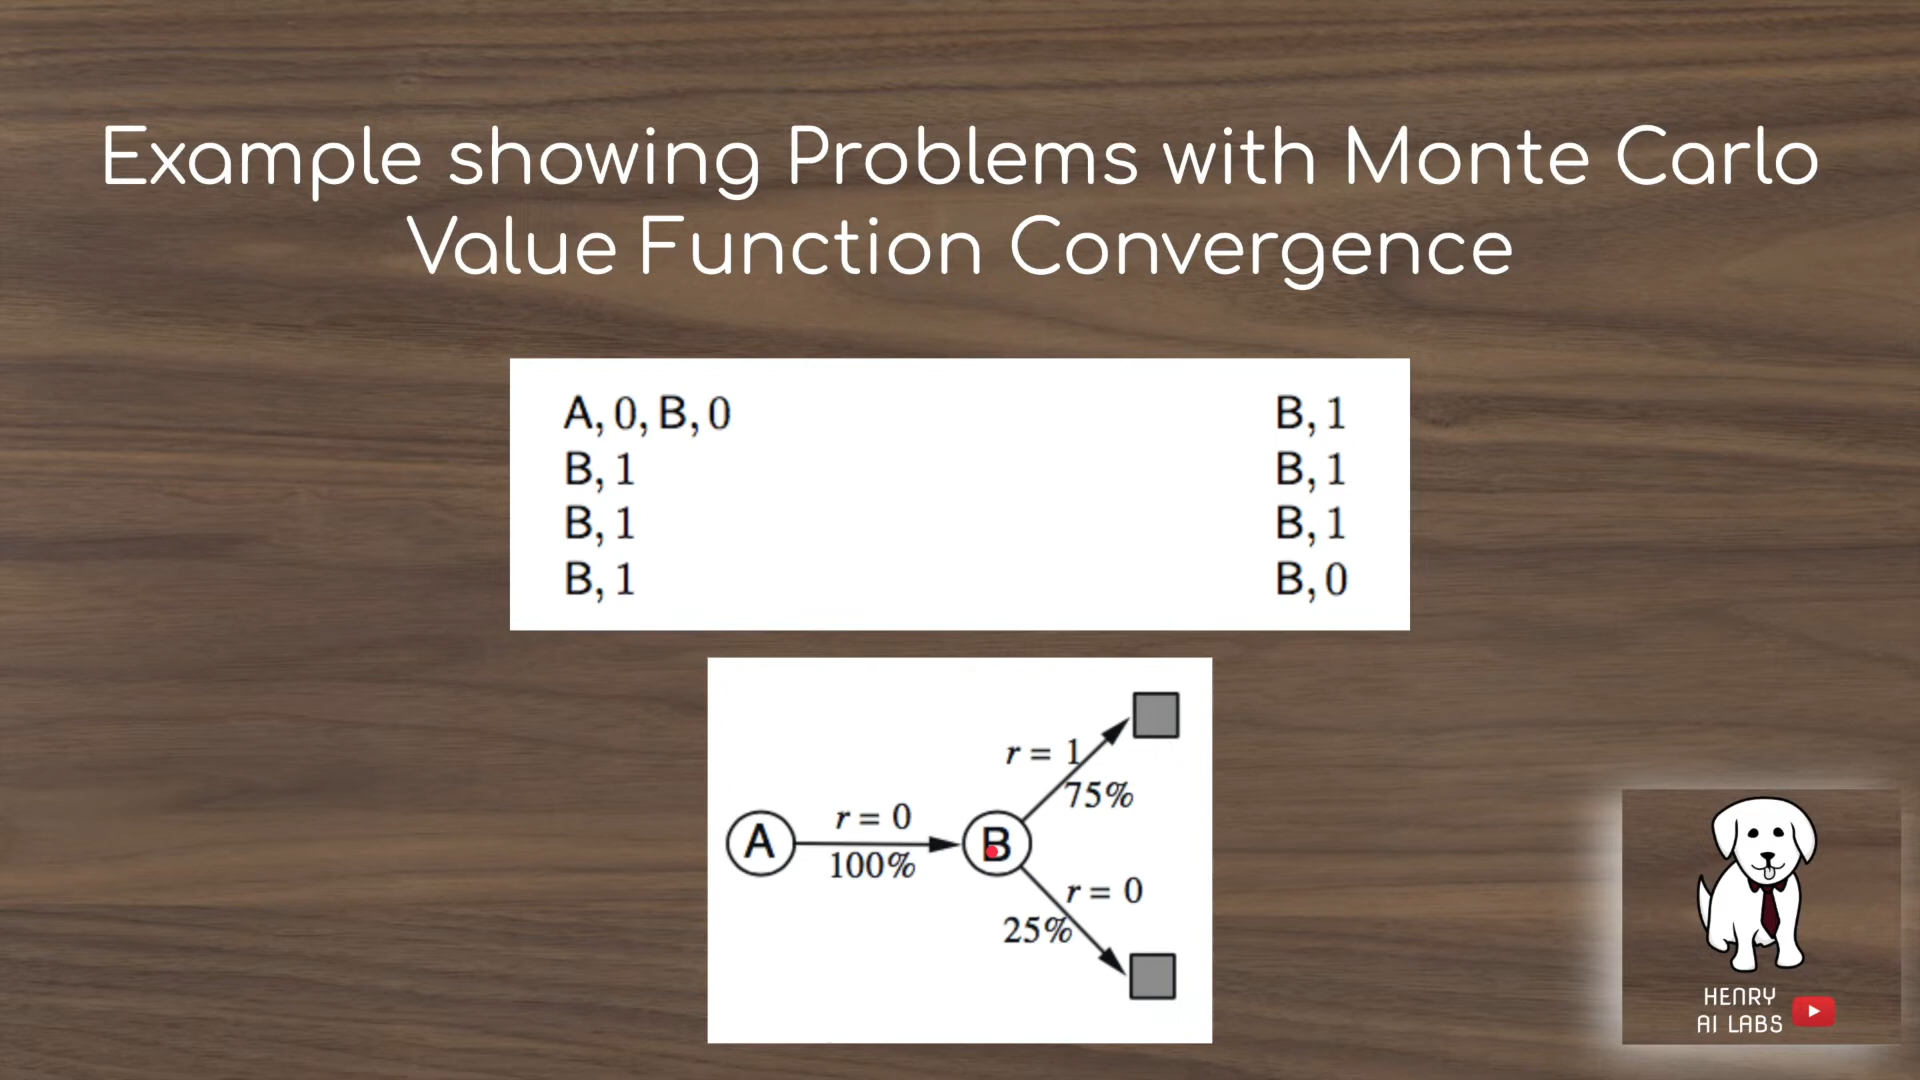 Example showing Problems with Monte Carlo
Value Function Convergence
A, 0, B, 0
B, 1
B, 1
B, 1
B, 1
B, 1
B, 1
B, 0
r = 1
75%
A
r = 0
100%
B
r = 0
25%
HENRY
AI LABS